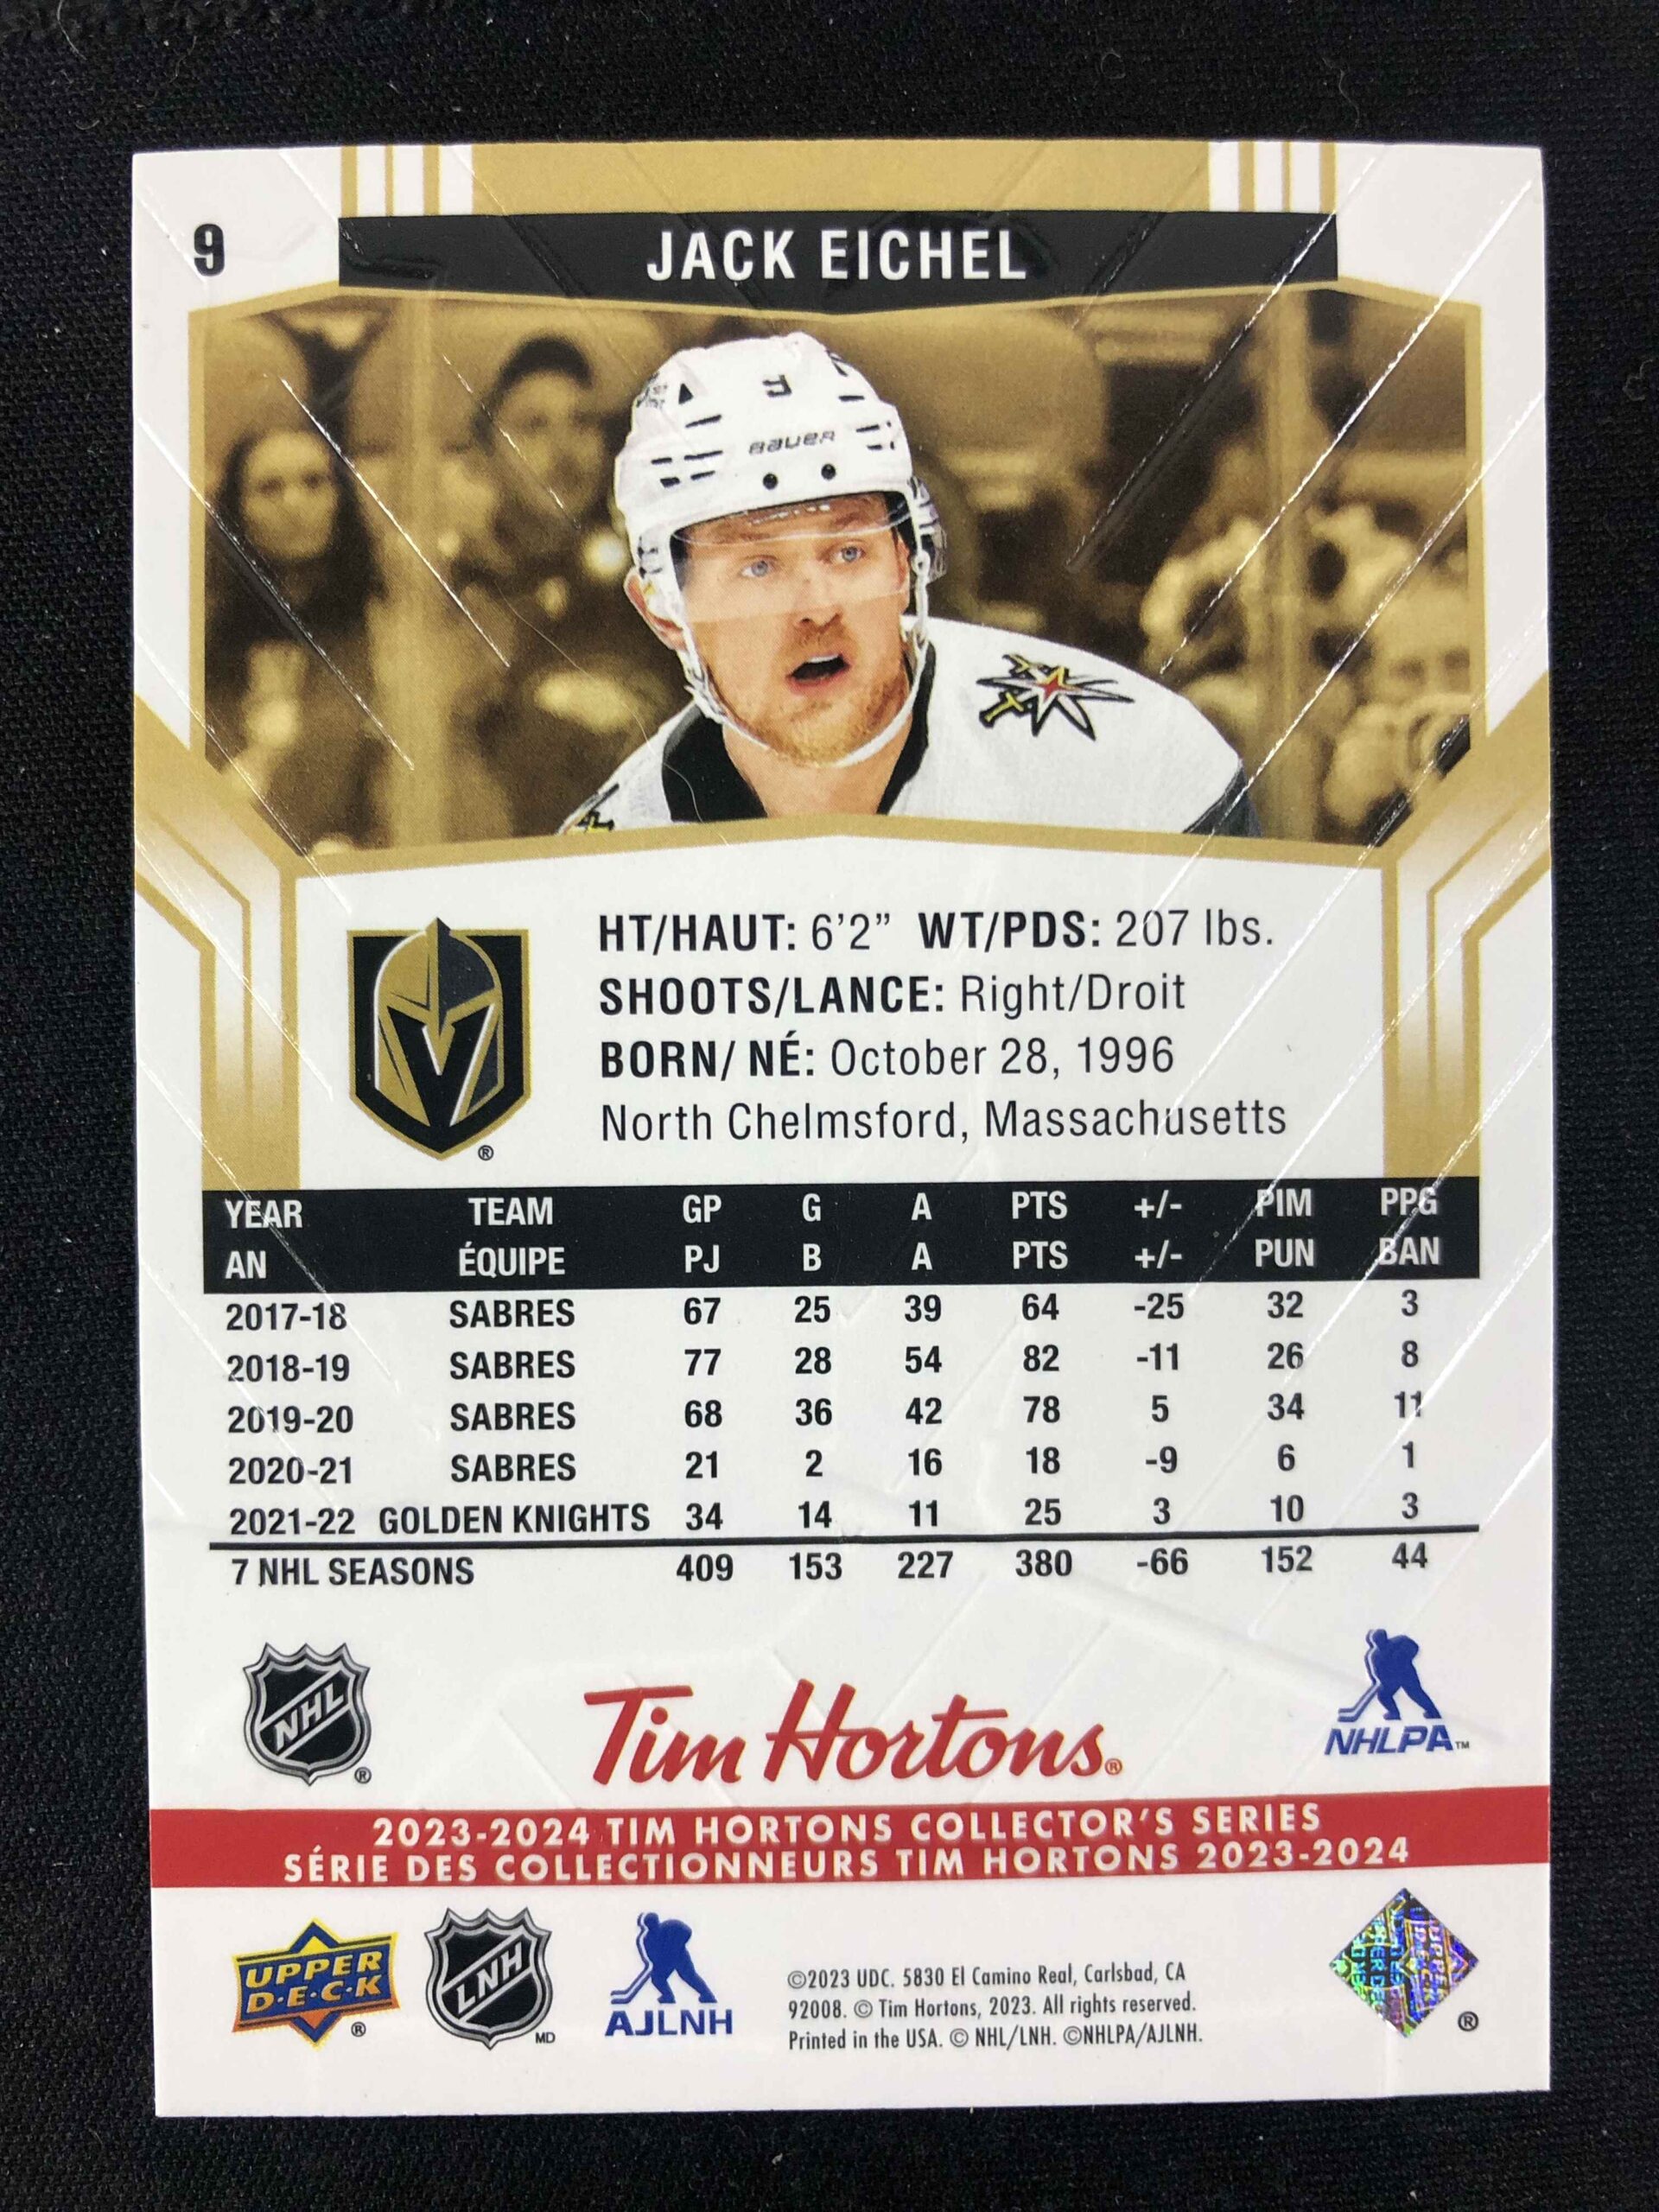 9
JACK EICHEL
9
BAUER
HT/HAUT: 6'2” WT/PDS: 207 lbs.
SHOOTS/LANCE: Right/Droit
BORN/ NÉ: October 28, 1996
North Chelmsford, Massachusetts
®
YEAR TEAM GP G A PTS +/- PIM PPG
AN ÉQUIPE PJ B A PTS +/- PUN BAN
2017-18 SABRES 67 25 39 64 -25 32 3
2018-19 SABRES 77 28 54 82 -11 26 8
2019-20 SABRES 68 36 42 78 5 34 11
2020-21 SABRES 21 2 16 18 -9 6 1
2021-22 GOLDEN KNIGHTS 34 14 11 25 3 10 3
7 NHL SEASONS 409 153 227 380 -66 152 44
NHL ®
Tim Hortons®
NHLPA™
2023-2024 TIM HORTONS COLLECTOR'S SERIES
SÉRIE DES COLLECTIONNEURS TIM HORTONS 2023-2024
UPPER
D·E·C·K ®
LNH MD
AJLNH
©2023 UDC. 5830 El Camino Real, Carlsbad, CA
92008. © Tim Hortons, 2023. All rights reserved.
Printed in the USA. © NHL/LNH. ©NHLPA/AJLNH.
®